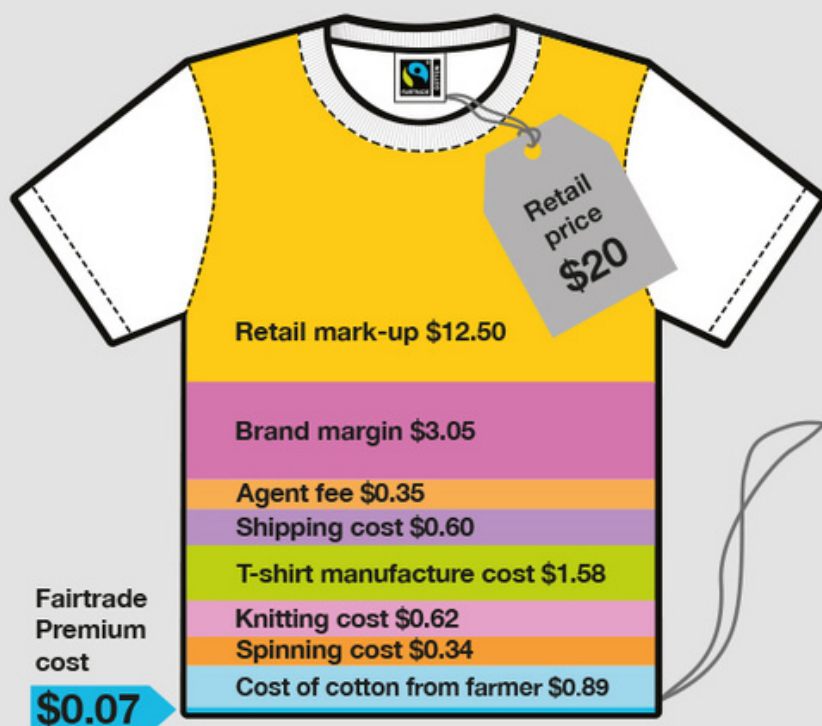 FAIRTRADE
COTTON
Retail
price
$20
Retail mark-up $12.50
Brand margin $3.05
Agent fee $0.35
Shipping cost $0.60
T-shirt manufacture cost $1.58
Knitting cost $0.62
Spinning cost $0.34
Cost of cotton from farmer $0.89
Fairtrade
Premium
cost
$0.07